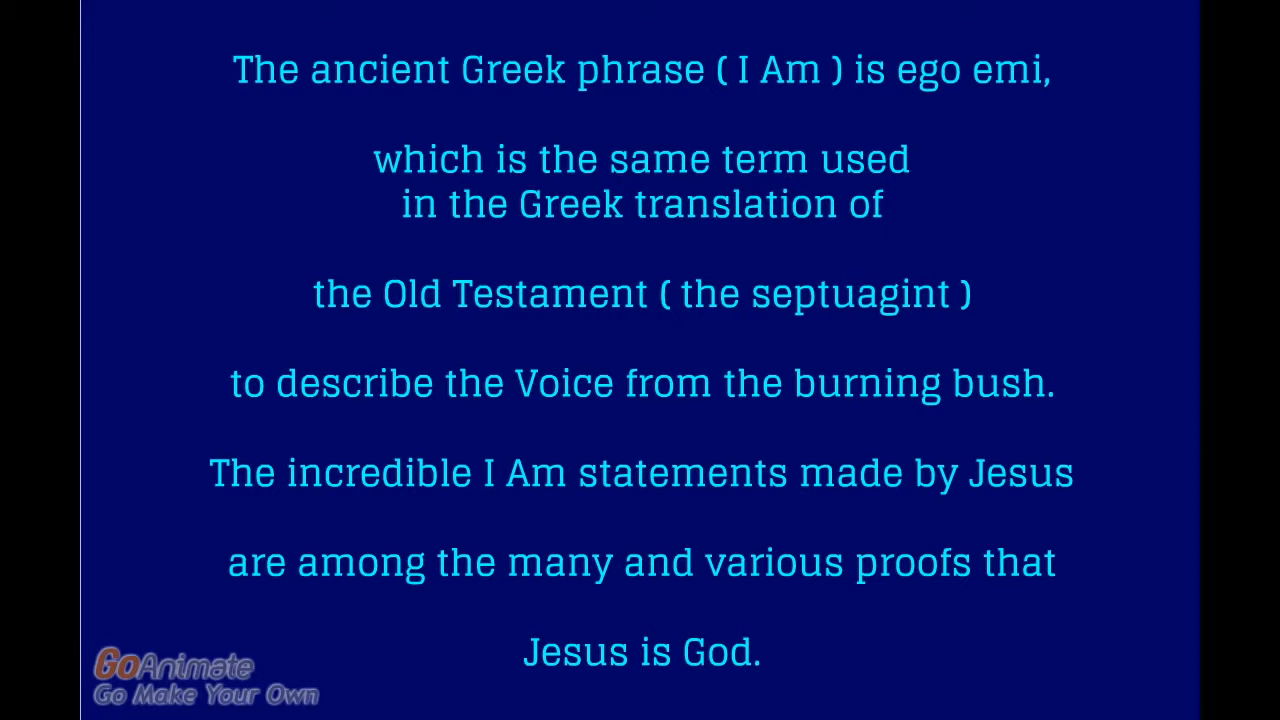 The ancient Greek phrase ( I Am ) is ego emi,
which is the same term used
in the Greek translation of
the Old Testament ( the septuagint )
to describe the Voice from the burning bush.
The incredible I Am statements made by Jesus
are among the many and various proofs that
Jesus is God.
GoAnimate
Go Make Your Own